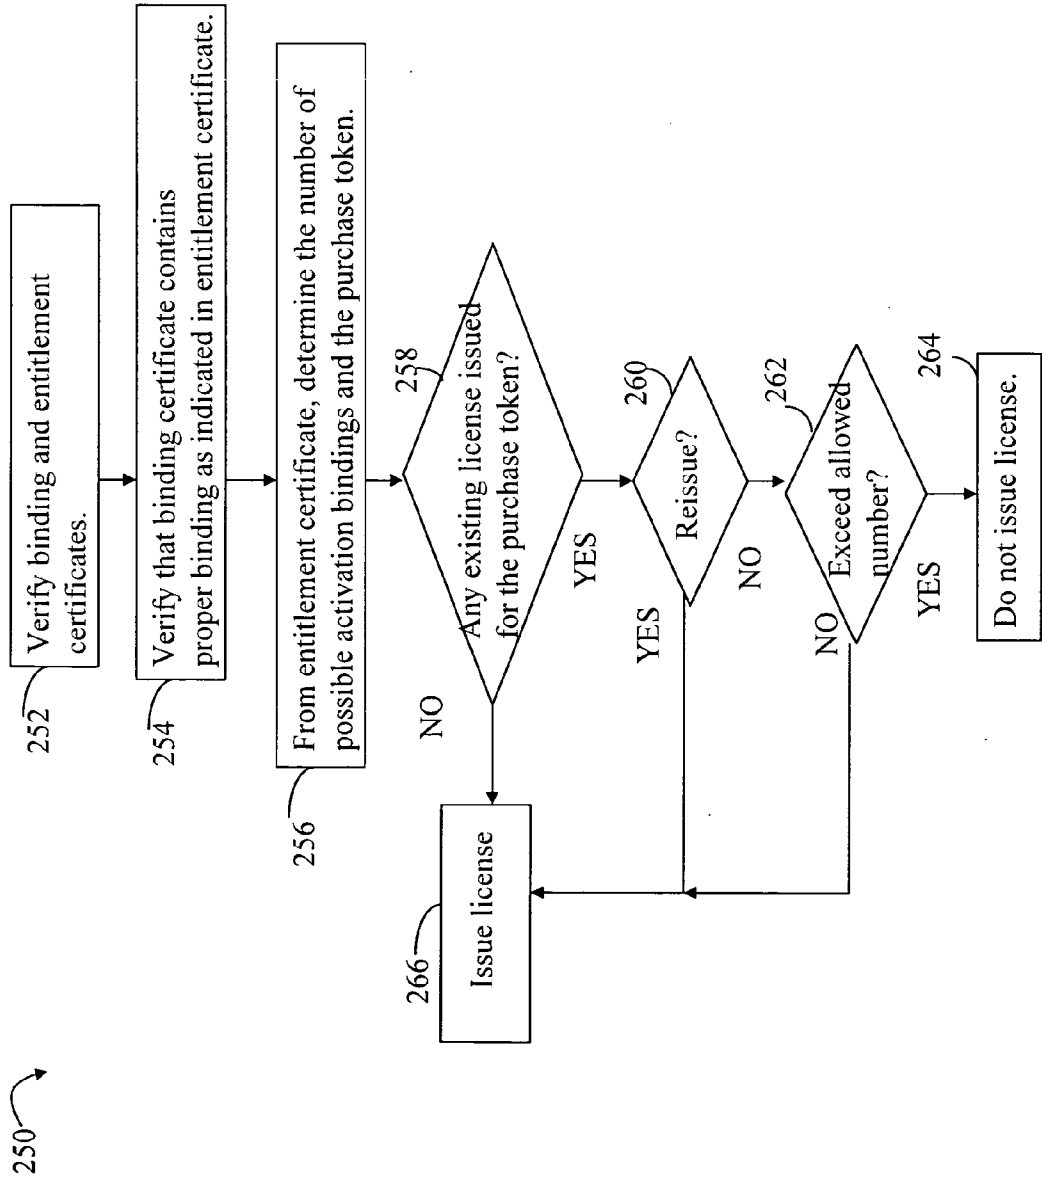 250
252
Verify binding and entitlement
certificates.
254
Verify that binding certificate contains
proper binding as indicated in entitlement certificate.
256
From entitlement certificate, determine the number of
possible activation bindings and the purchase token.
258
Any existing license issued
for the purchase token?
NO
YES
266
Issue license
260
Reissue?
YES
NO
262
Exceed allowed
number?
NO
YES
264
Do not issue license.